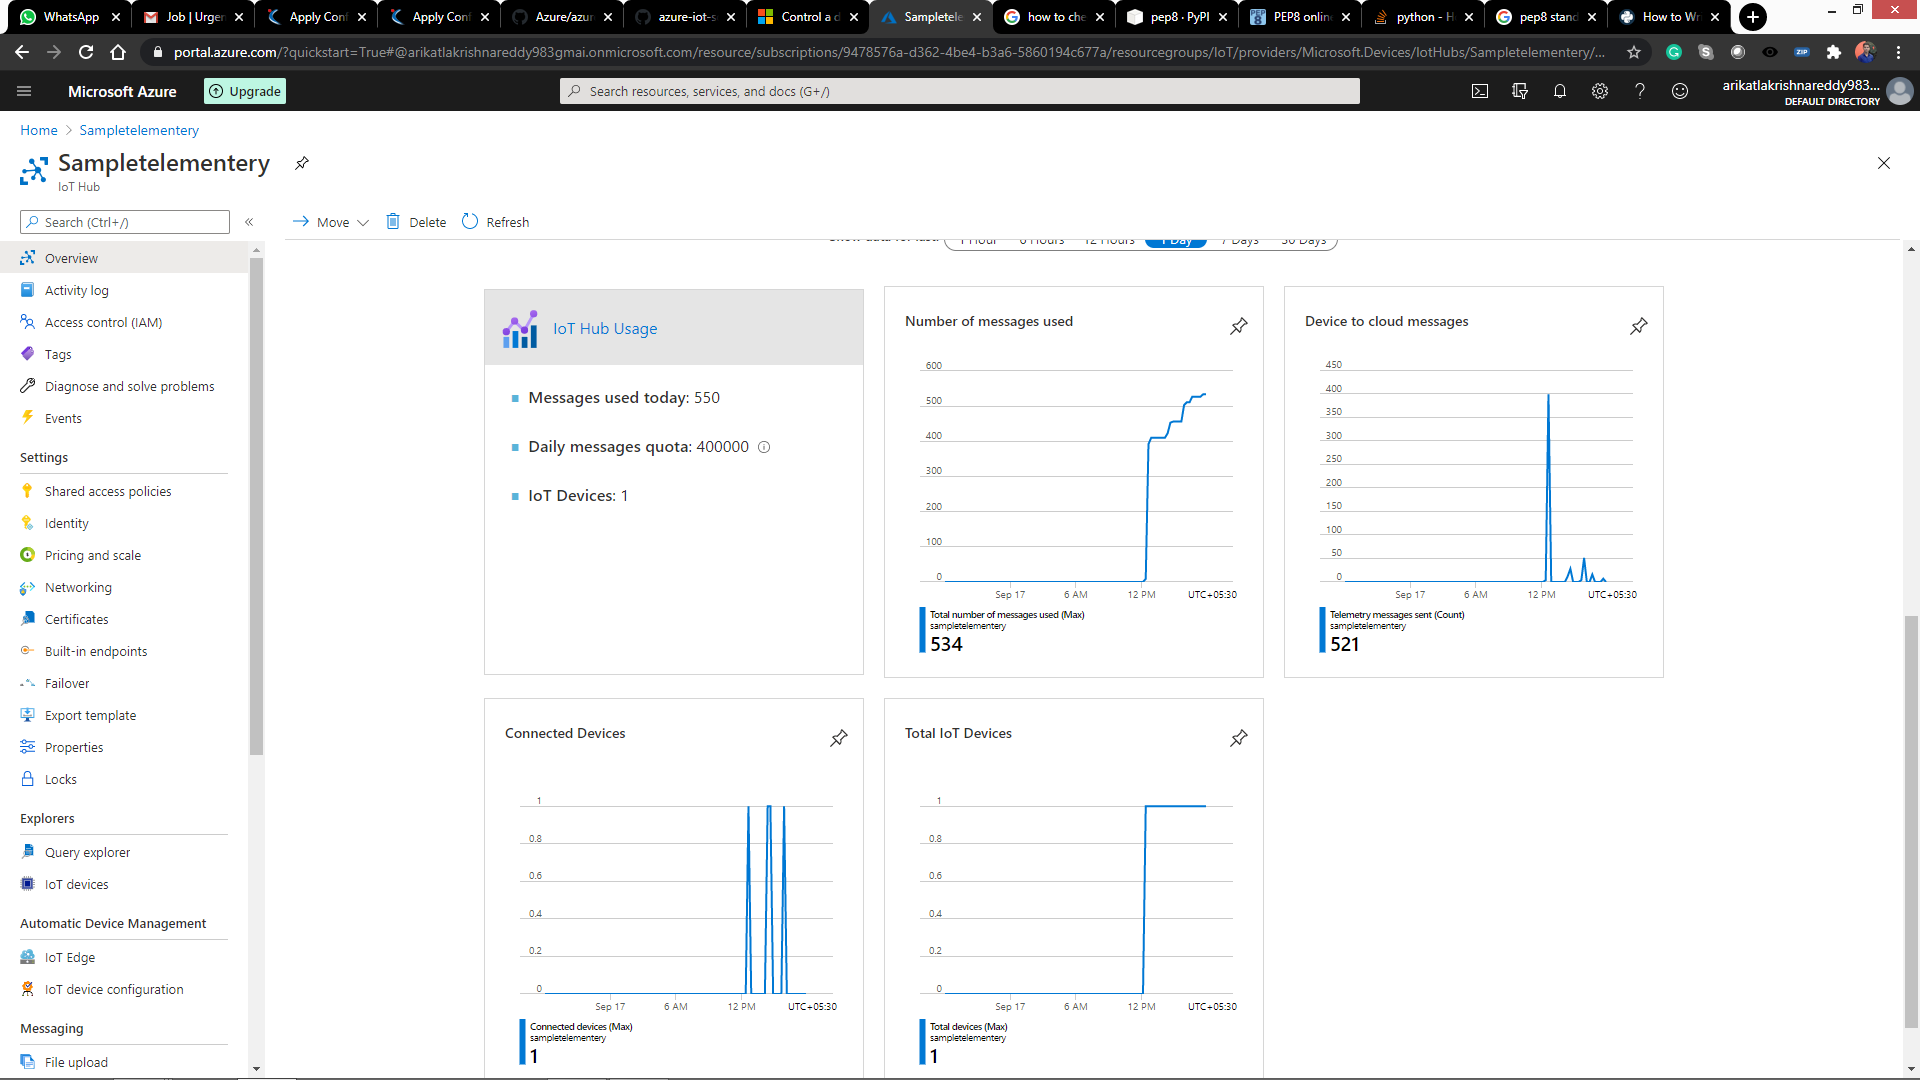 WhatsApp
Job | Urgen
Apply Conf
Apply Conf
Azure/azur
azure-iot-s
Control a d
Sampletele
how to che
pep8 · PyPI
PEP8 onlin
python - H
pep8 stand
How to Wr
portal.azure.com/?quickstart=True#@arikatlakrishnareddy983gmai.onmicrosoft.com/resource/subscriptions/9478576a-d362-4be4-b3a6-5860194c677a/resourcegroups/IoT/providers/Microsoft.Devices/IotHubs/Sampletelementery/...
Microsoft Azure
Upgrade
Search resources, services, and docs (G+/)
arikatlakrishnareddy983...
DEFAULT DIRECTORY
Home > Sampletelementery
Sampletelementery
IoT Hub
Search (Ctrl+/)
Move
Delete
Refresh
Overview
Activity log
Access control (IAM)
Tags
Diagnose and solve problems
Events
Settings
Shared access policies
Identity
Pricing and scale
Networking
Certificates
Built-in endpoints
Failover
Export template
Properties
Locks
Explorers
Query explorer
IoT devices
Automatic Device Management
IoT Edge
IoT device configuration
Messaging
File upload
Show data for last: 1 Hour 6 Hours 12 Hours 1 Day 7 Days 30 Days
IoT Hub Usage
Messages used today: 550
Daily messages quota: 400000
IoT Devices: 1
Number of messages used
600
500
400
300
200
100
0
Sep 17 6 AM 12 PM UTC+05:30
Total number of messages used (Max)
sampletelementery
534
Device to cloud messages
450
400
350
300
250
200
150
100
50
0
Sep 17 6 AM 12 PM UTC+05:30
Telemetry messages sent (Count)
sampletelementery
521
Connected Devices
1
0.8
0.6
0.4
0.2
0
Sep 17 6 AM 12 PM UTC+05:30
Connected devices (Max)
sampletelementery
1
Total IoT Devices
1
0.8
0.6
0.4
0.2
0
Sep 17 6 AM 12 PM UTC+05:30
Total devices (Max)
sampletelementery
1